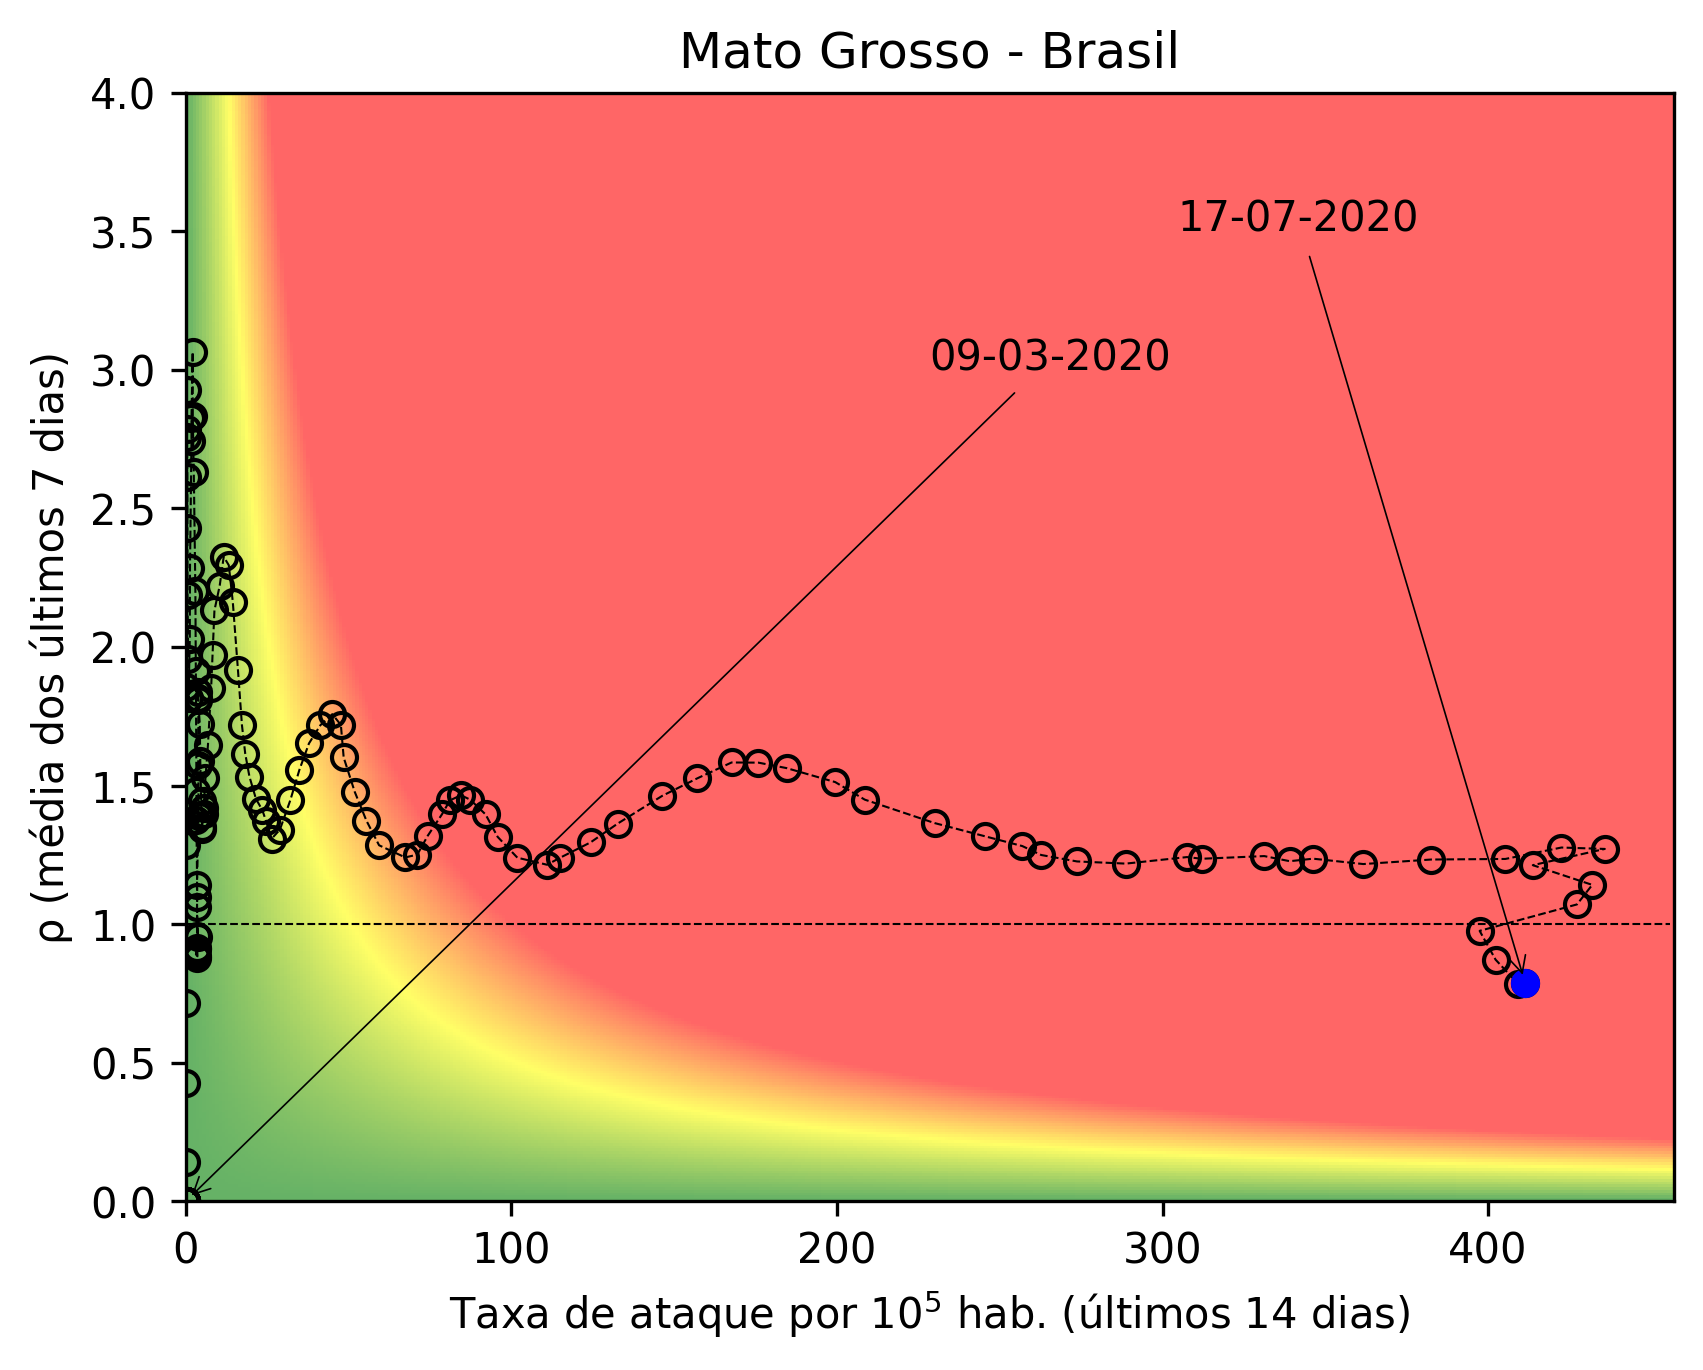 Mato Grosso - Brasil
4.0
3.5
3.0
2.5
2.0
1.5
1.0
0.5
0.0
ρ (média dos últimos 7 dias)
17-07-2020
09-03-2020
0 100 200 300 400
Taxa de ataque por 10⁵ hab. (últimos 14 dias)